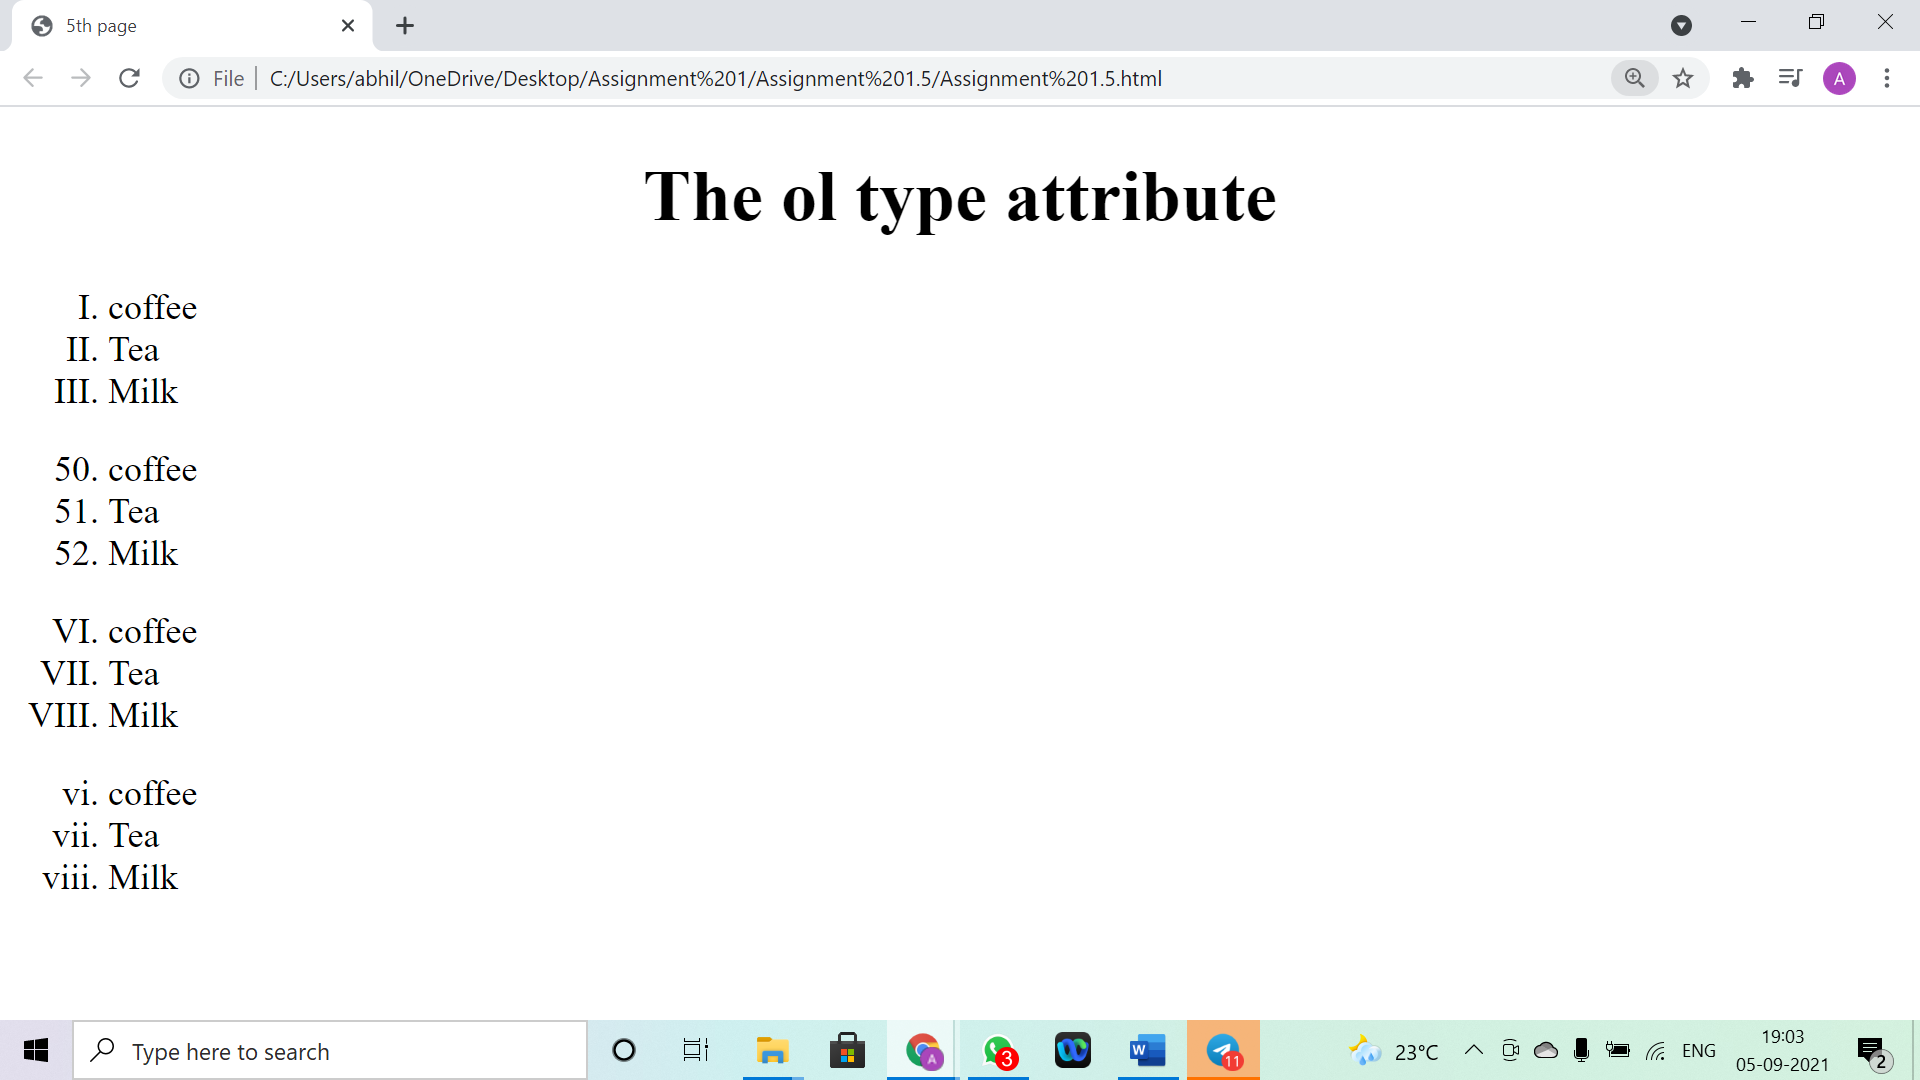 5th page
File C:/Users/abhil/OneDrive/Desktop/Assignment%201/Assignment%201.5/Assignment%201.5.html
A
The ol type attribute
I. coffee
II. Tea
III. Milk
50. coffee
51. Tea
52. Milk
VI. coffee
VII. Tea
VIII. Milk
vi. coffee
vii. Tea
viii. Milk
Type here to search
A
3
W
11
23°C
ENG
19:03
05-09-2021
2